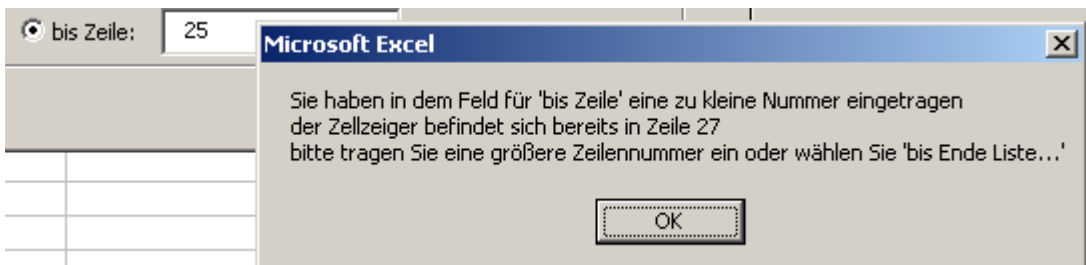 bis Zeile: 25
Microsoft Excel
Sie haben in dem Feld für 'bis Zeile' eine zu kleine Nummer eingetragen
der Zellzeiger befindet sich bereits in Zeile 27
bitte tragen Sie eine größere Zeilennummer ein oder wählen Sie 'bis Ende Liste...'
OK